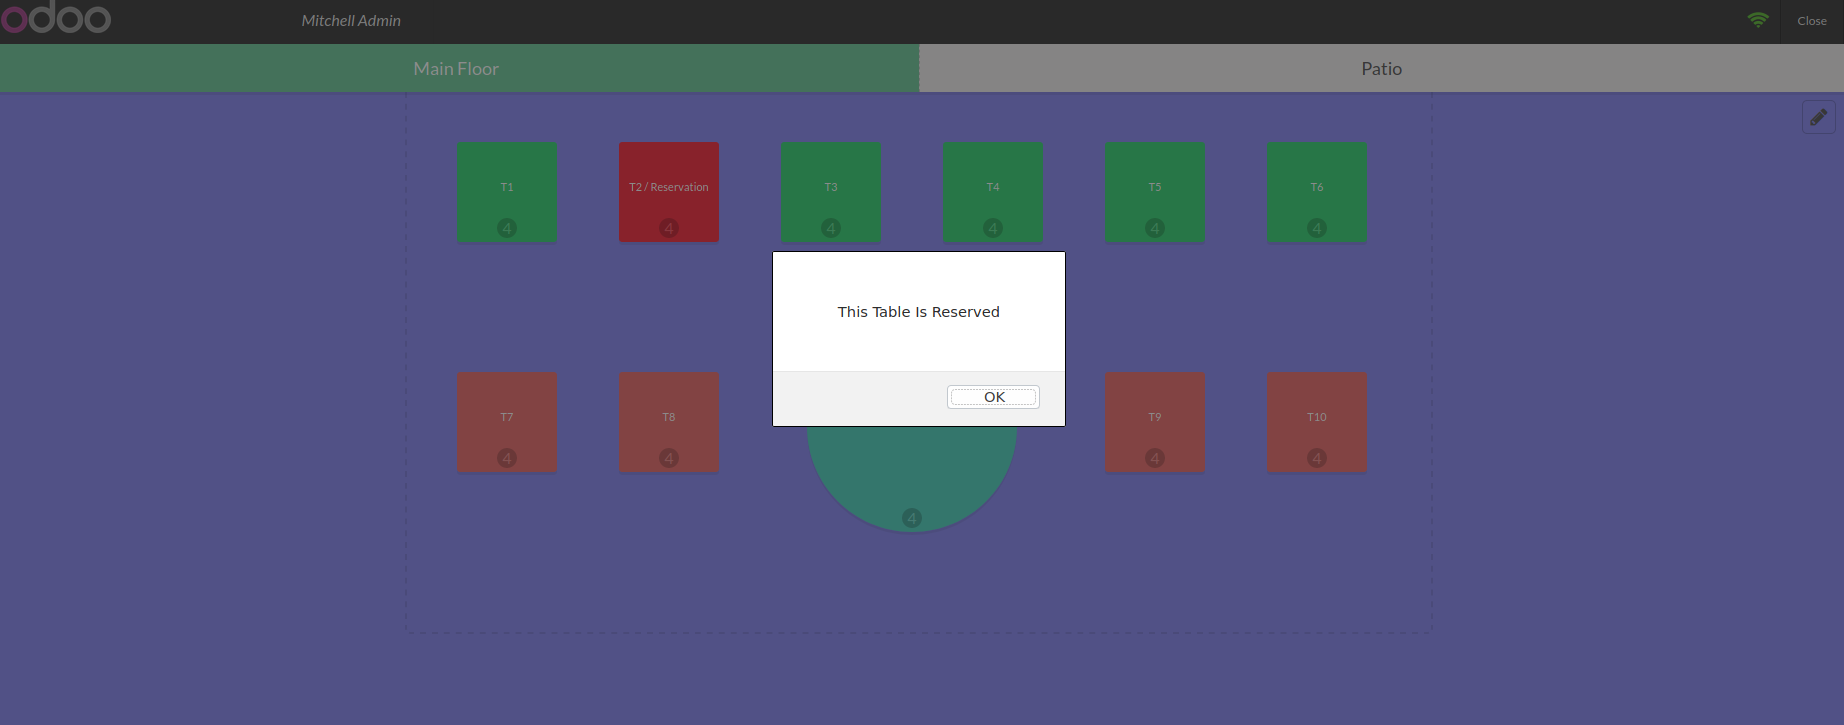 odoo
Mitchell Admin
Close
Main Floor
Patio
T1
T2 / Reservation
T3
T4
T5
T6
4
4
4
4
4
4
This Table Is Reserved
OK
T7
T8
T9
T10
4
4
4
4
4